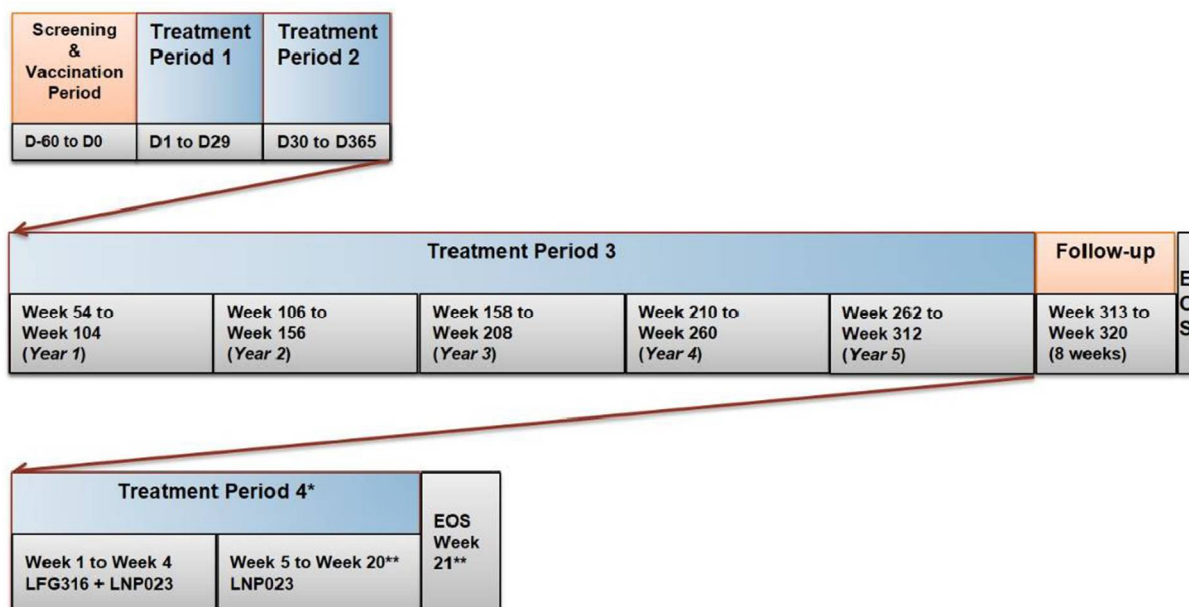 Screening
&
Vaccination
Period
Treatment
Period 1
Treatment
Period 2
D-60 to D0
D1 to D29
D30 to D365
Treatment Period 3
Follow-up
Week 54 to
Week 104
(Year 1)
Week 106 to
Week 156
(Year 2)
Week 158 to
Week 208
(Year 3)
Week 210 to
Week 260
(Year 4)
Week 262 to
Week 312
(Year 5)
Week 313 to
Week 320
(8 weeks)
Treatment Period 4*
EOS
Week
21**
Week 1 to Week 4
LFG316 + LNP023
Week 5 to Week 20**
LNP023